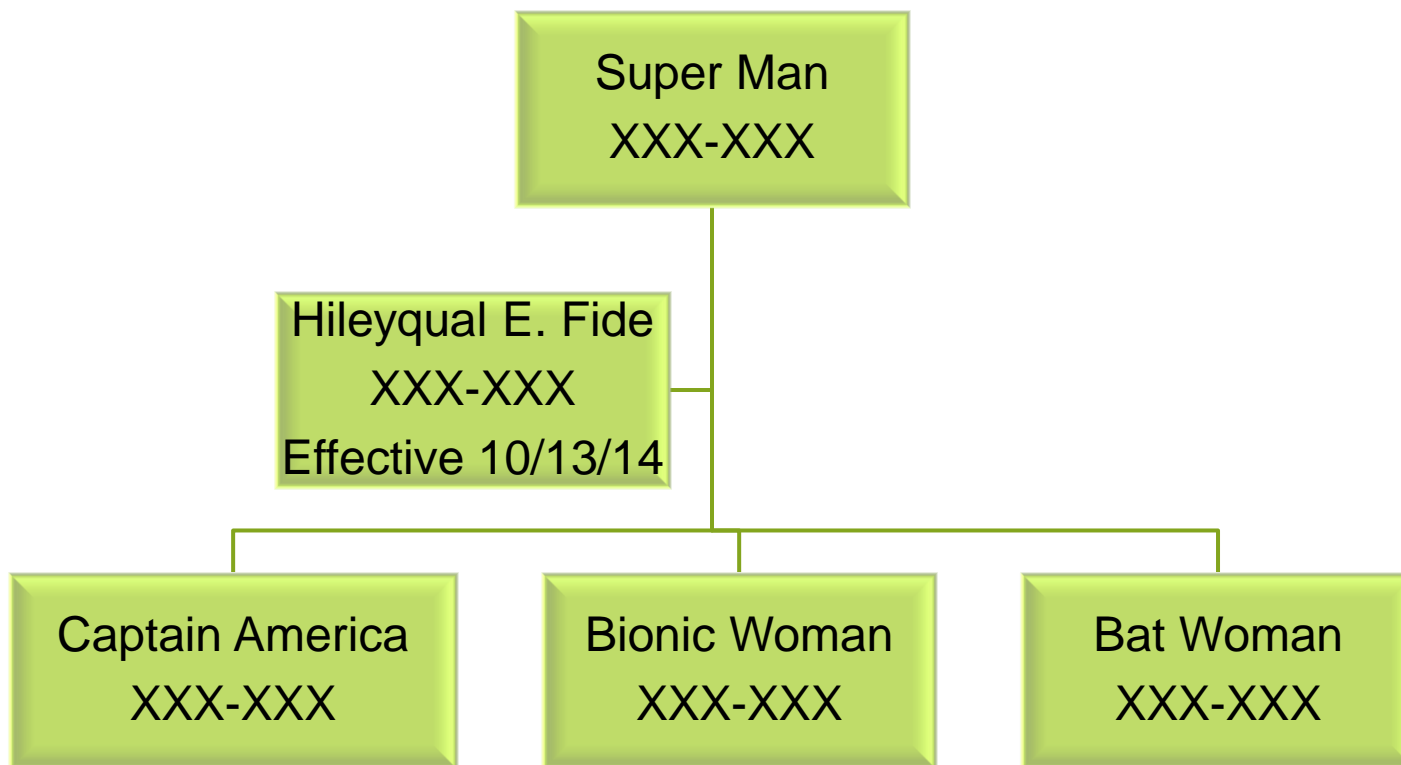 Super Man
XXX-XXX
Hileyqual E. Fide
XXX-XXX
Effective 10/13/14
Captain America
XXX-XXX
Bionic Woman
XXX-XXX
Bat Woman
XXX-XXX